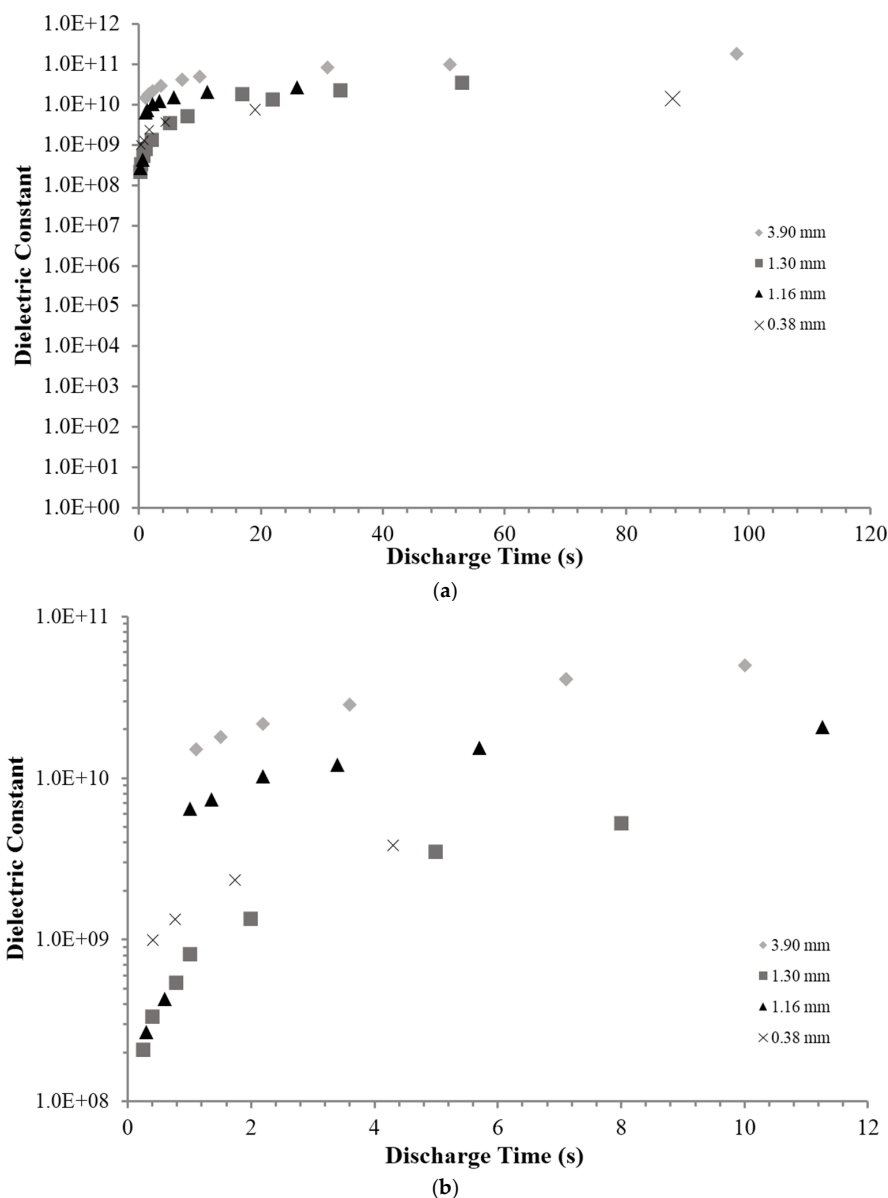 1.0E+12
1.0E+11
1.0E+10
1.0E+09
1.0E+08
1.0E+07
1.0E+06
1.0E+05
1.0E+04
1.0E+03
1.0E+02
1.0E+01
1.0E+00
Dielectric Constant
3.90 mm
1.30 mm
1.16 mm
0.38 mm
0 20 40 60 80 100 120
Discharge Time (s)
(a)
1.0E+11
1.0E+10
1.0E+09
1.0E+08
Dielectric Constant
3.90 mm
1.30 mm
1.16 mm
0.38 mm
0 2 4 6 8 10 12
Discharge Time (s)
(b)